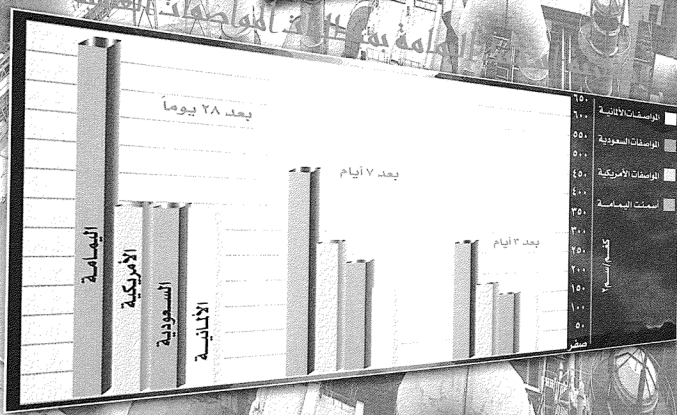 بعد ٢٨ يوماً
بعد ٧ أيام
بعد ٣ أيام
اليمامة
الأمريكية
السعودية
الألمانية
٦٥٠
٦٠٠
٥٥٠
٥٠٠
٤٥٠
٤٠٠
٣٥٠
٣٠٠
٢٥٠
٢٠٠
١٥٠
١٠٠
٥٠
صفر
المواصفات الألمانية
المواصفات السعودية
المواصفات الأمريكية
أسمنت اليمامة
كغم/سم٢